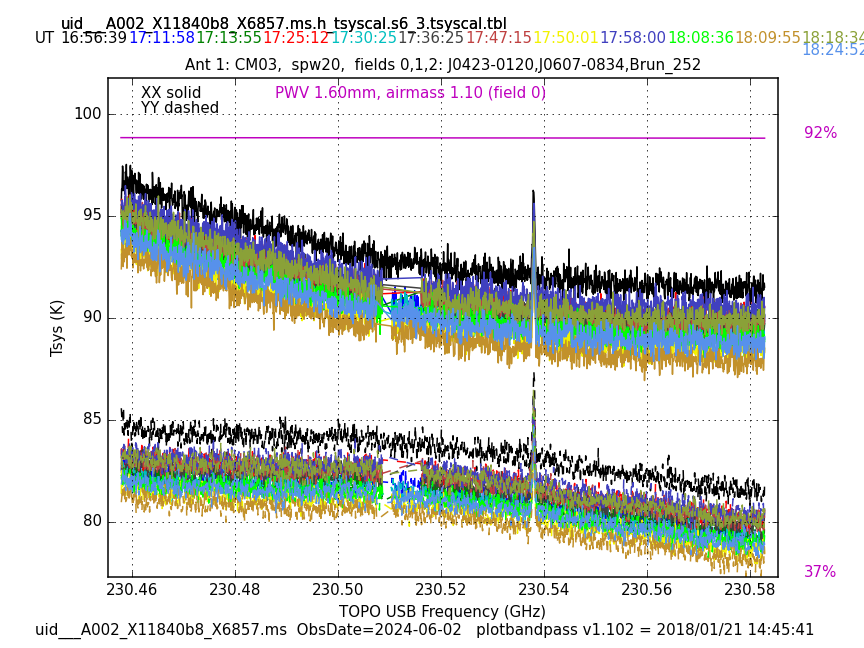 uid___A002_X11840b8_X6857.ms.h_tsyscal.s6_3.tsyscal.tbl
UT 16:56:39 17:11:58 17:13:55 17:25:12 17:30:25 17:36:25 17:47:15 17:50:01 17:58:00 18:08:36 18:09:55 18:18:34
18:24:52
Ant 1: CM03, spw20, fields 0,1,2: J0423-0120,J0607-0834,Brun_252
XX solid PWV 1.60mm, airmass 1.10 (field 0)
YY dashed
100
92%
95
90
Tsys (K)
85
80
37%
230.46 230.48 230.50 230.52 230.54 230.56 230.58
TOPO USB Frequency (GHz)
uid___A002_X11840b8_X6857.ms ObsDate=2024-06-02 plotbandpass v1.102 = 2018/01/21 14:45:41